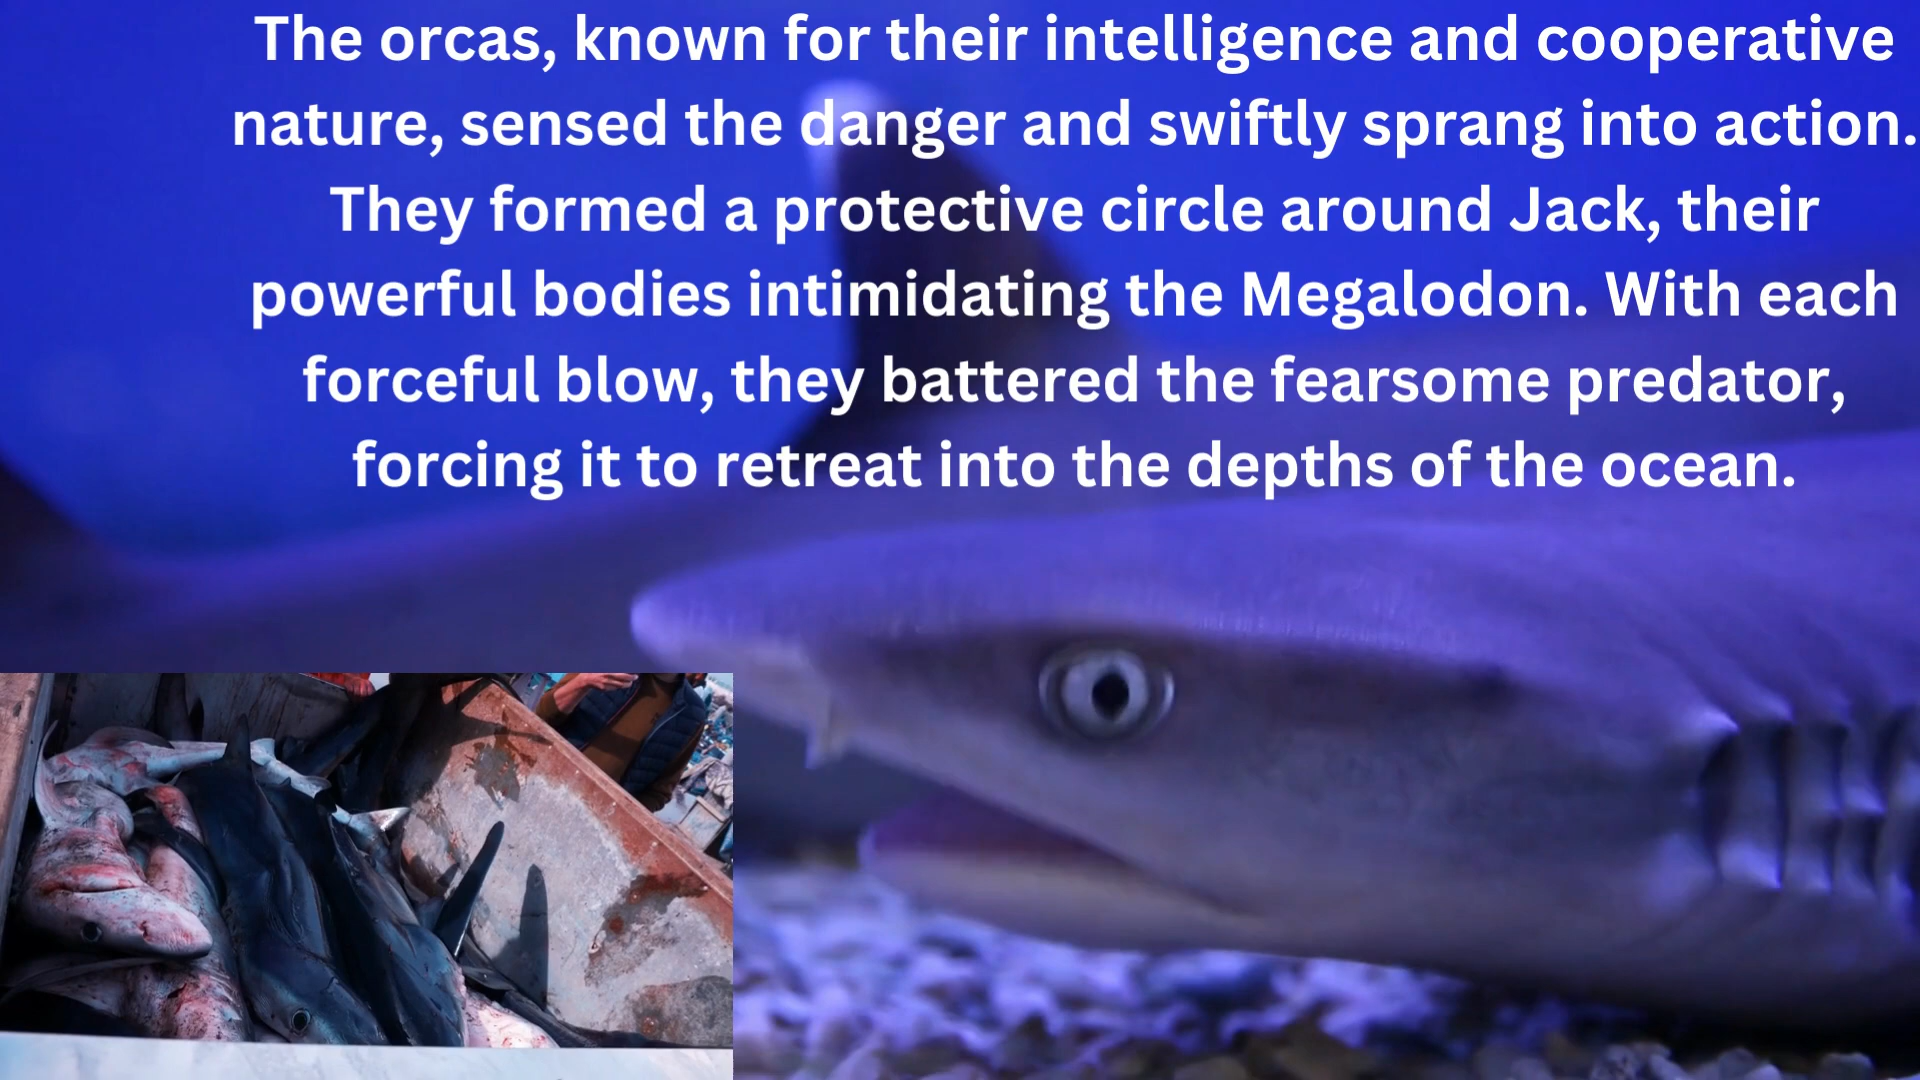 The orcas, known for their intelligence and cooperative
nature, sensed the danger and swiftly sprang into action.
They formed a protective circle around Jack, their
powerful bodies intimidating the Megalodon. With each
forceful blow, they battered the fearsome predator,
forcing it to retreat into the depths of the ocean.